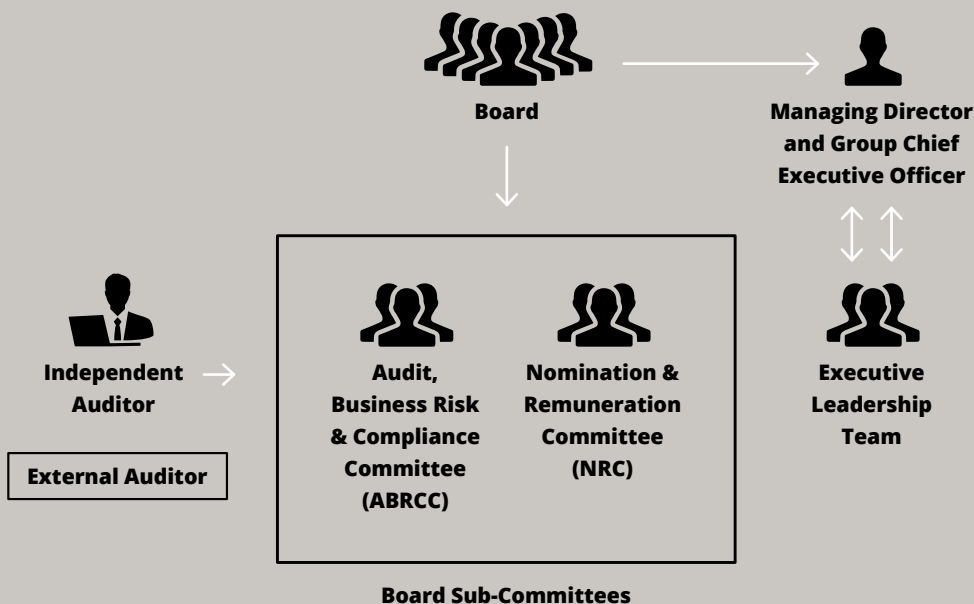 Board
Managing Director
and Group Chief
Executive Officer
Independent
Auditor
External Auditor
Audit,
Business Risk
& Compliance
Committee
(ABRCC)
Nomination &
Remuneration
Committee
(NRC)
Executive
Leadership
Team
Board Sub-Committees